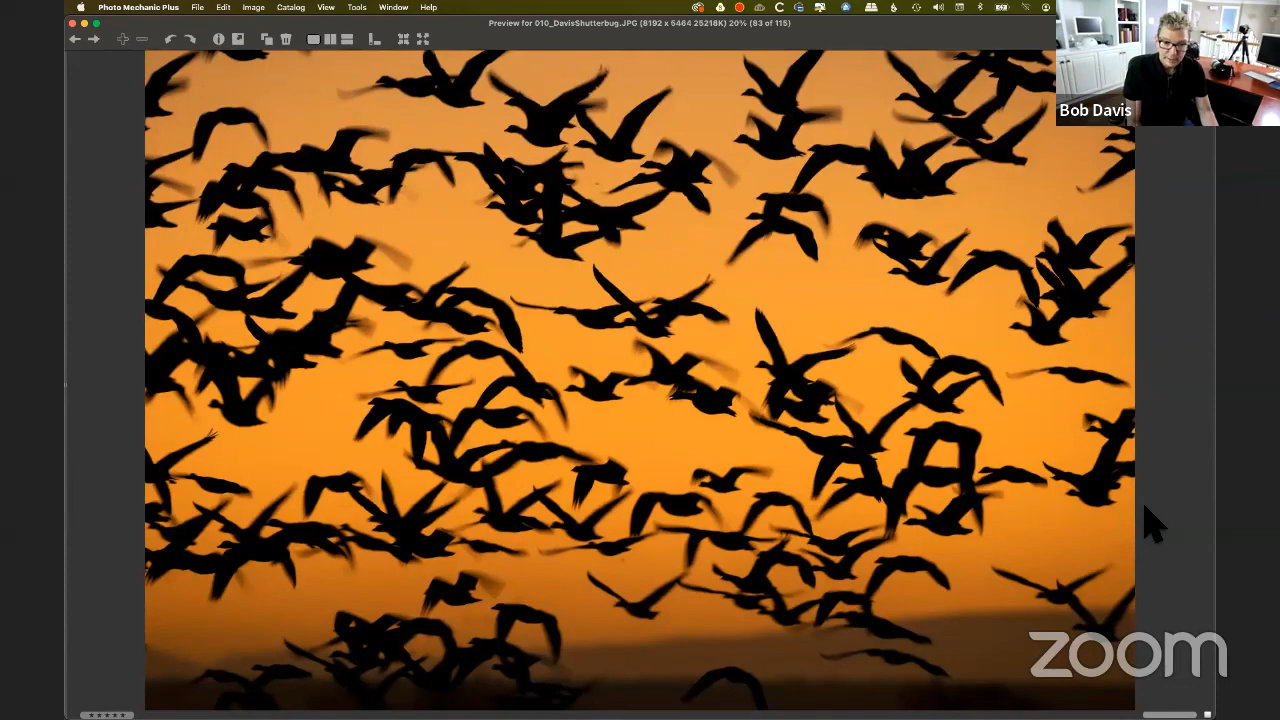 Photo Mechanic Plus File Edit Image Catalog View Tools Window Help
Preview for 010_DavisShutterbug.JPG (8192 x 5464 25218K) 20% (83 of 115)
Bob Davis
zoom